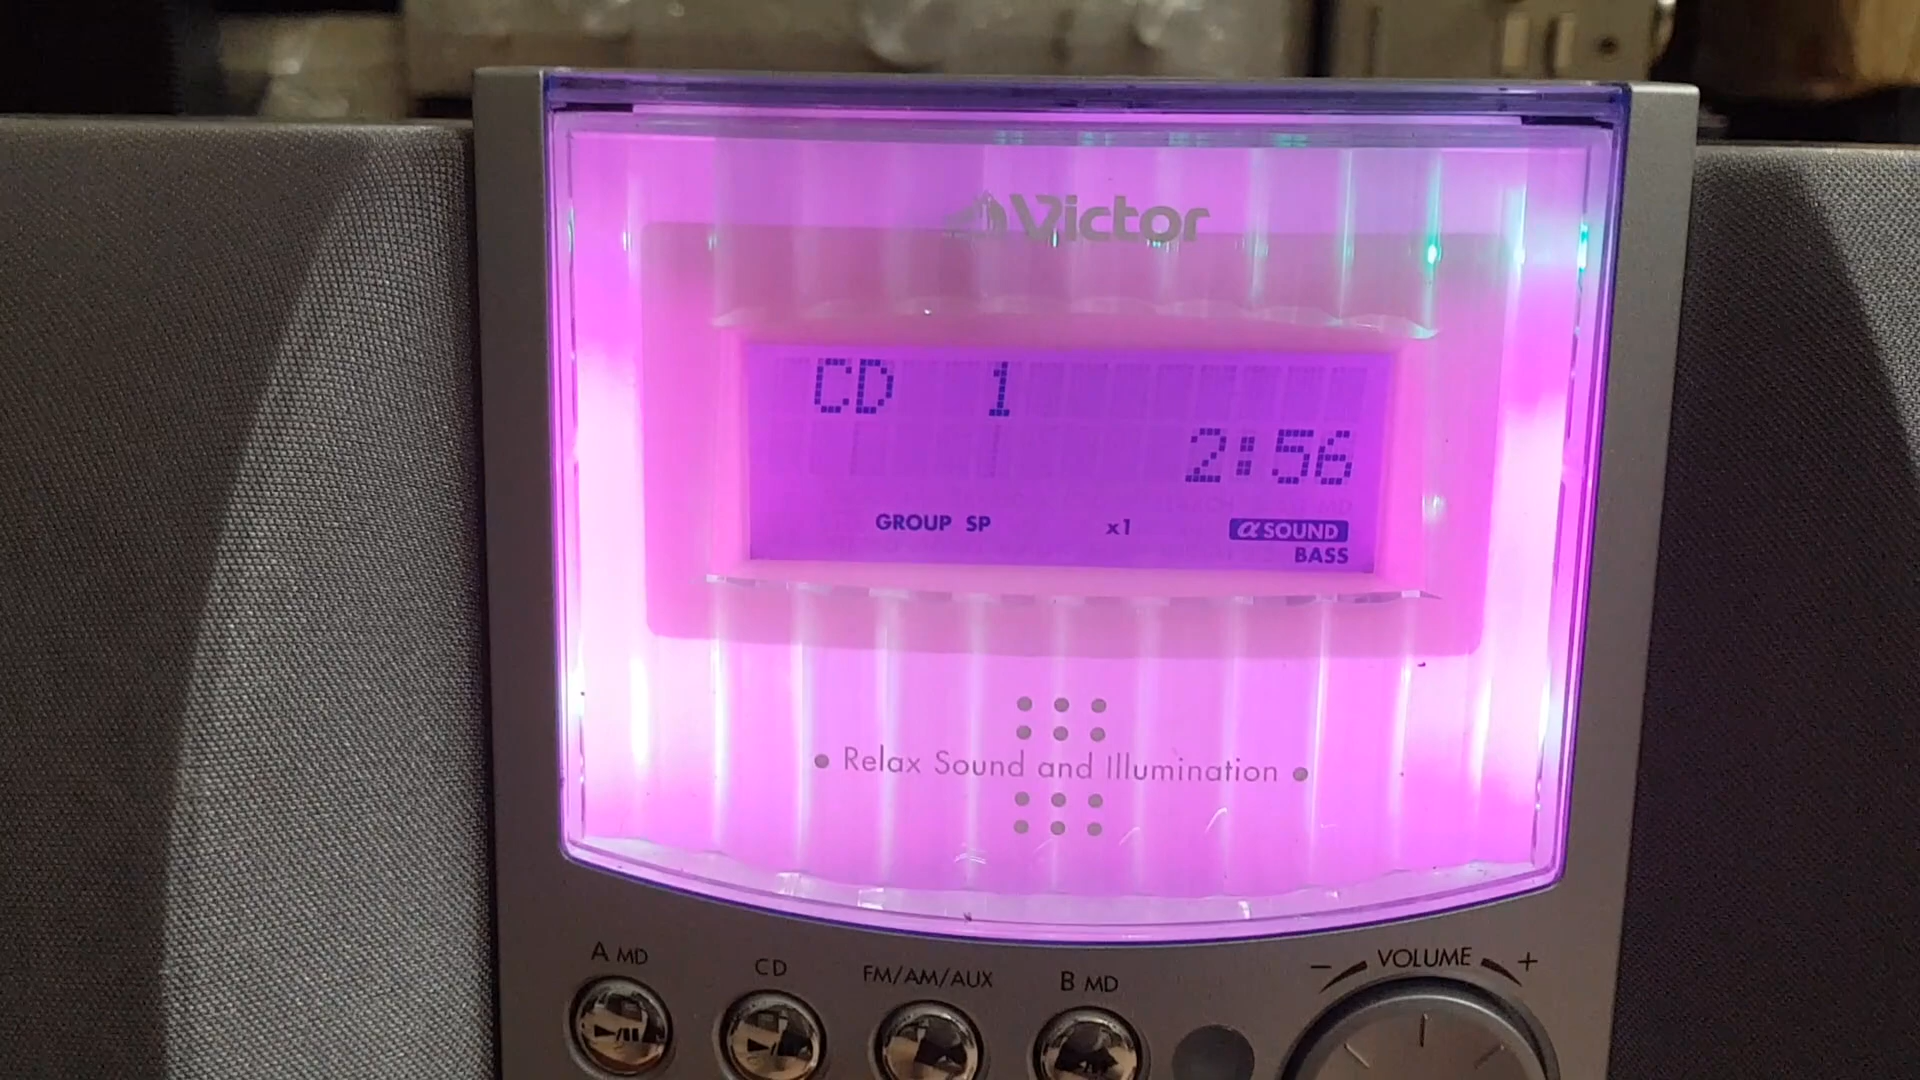 Victor
CD 1
2:56
GROUP SP x1 αSOUND
BASS
• Relax Sound and Illumination •
A MD CD FM/AM/AUX B MD − VOLUME +